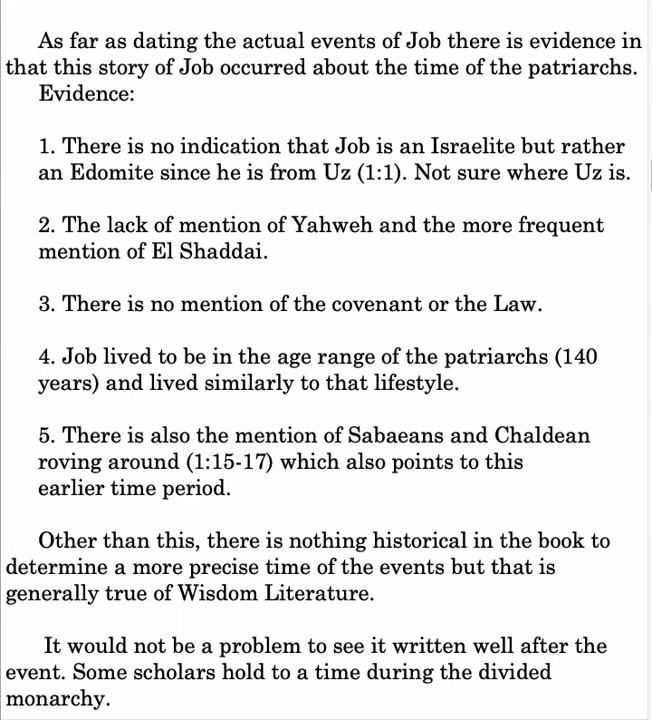 As far as dating the actual events of Job there is evidence in
that this story of Job occurred about the time of the patriarchs.
Evidence:
1. There is no indication that Job is an Israelite but rather
an Edomite since he is from Uz (1:1). Not sure where Uz is.
2. The lack of mention of Yahweh and the more frequent
mention of El Shaddai.
3. There is no mention of the covenant or the Law.
4. Job lived to be in the age range of the patriarchs (140
years) and lived similarly to that lifestyle.
5. There is also the mention of Sabaeans and Chaldean
roving around (1:15-17) which also points to this
earlier time period.
Other than this, there is nothing historical in the book to
determine a more precise time of the events but that is
generally true of Wisdom Literature.
It would not be a problem to see it written well after the
event. Some scholars hold to a time during the divided
monarchy.